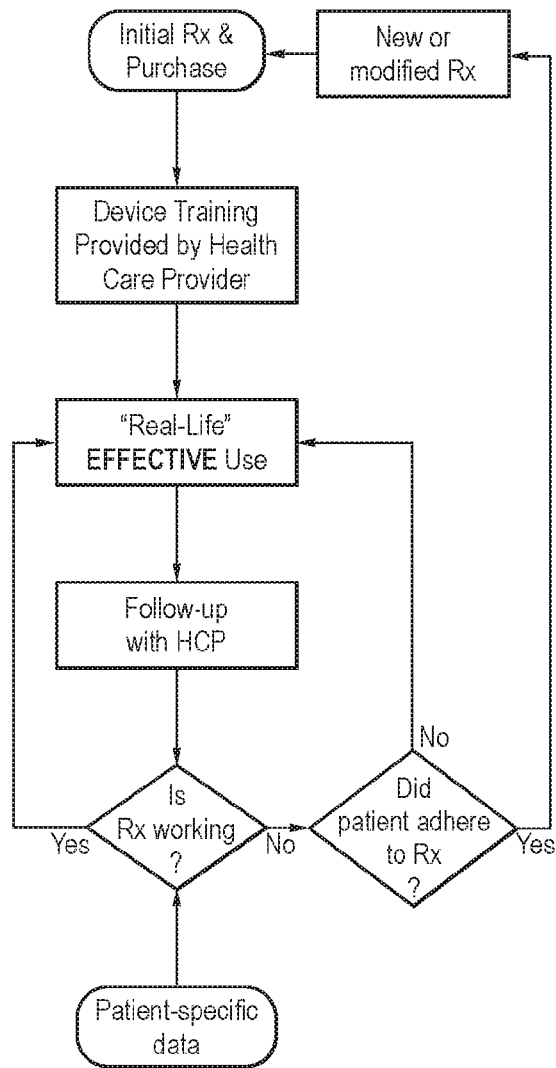 Initial Rx &
Purchase
New or
modified Rx
Device Training
Provided by Health
Care Provider
“Real-Life”
EFFECTIVE Use
Follow-up
with HCP
Is
Rx working
?
Yes
No
Did
patient adhere
to Rx
?
No
Yes
Patient-specific
data